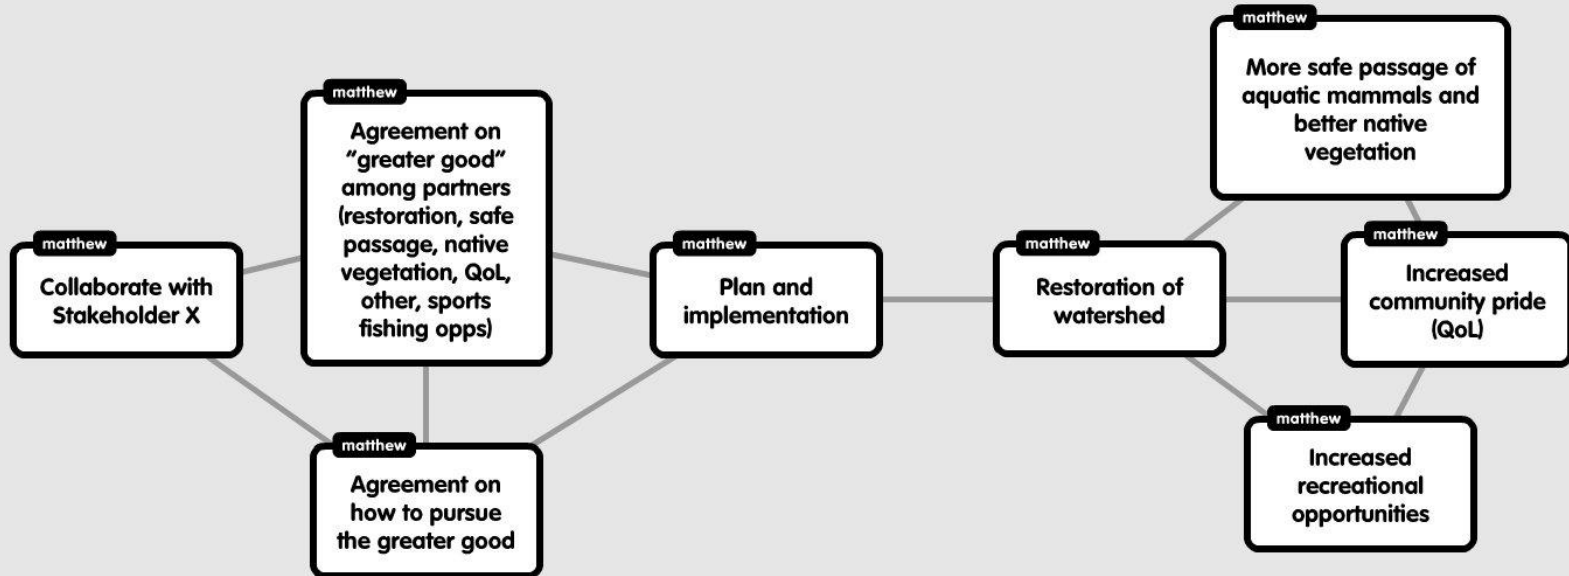 matthew
Collaborate with
Stakeholder X
matthew
Agreement on
"greater good"
among partners
(restoration, safe
passage, native
vegetation, QoL,
other, sports
fishing opps)
matthew
Agreement on
how to pursue
the greater good
matthew
Plan and
implementation
matthew
Restoration of
watershed
matthew
More safe passage of
aquatic mammals and
better native
vegetation
matthew
Increased
community pride
(QoL)
matthew
Increased
recreational
opportunities